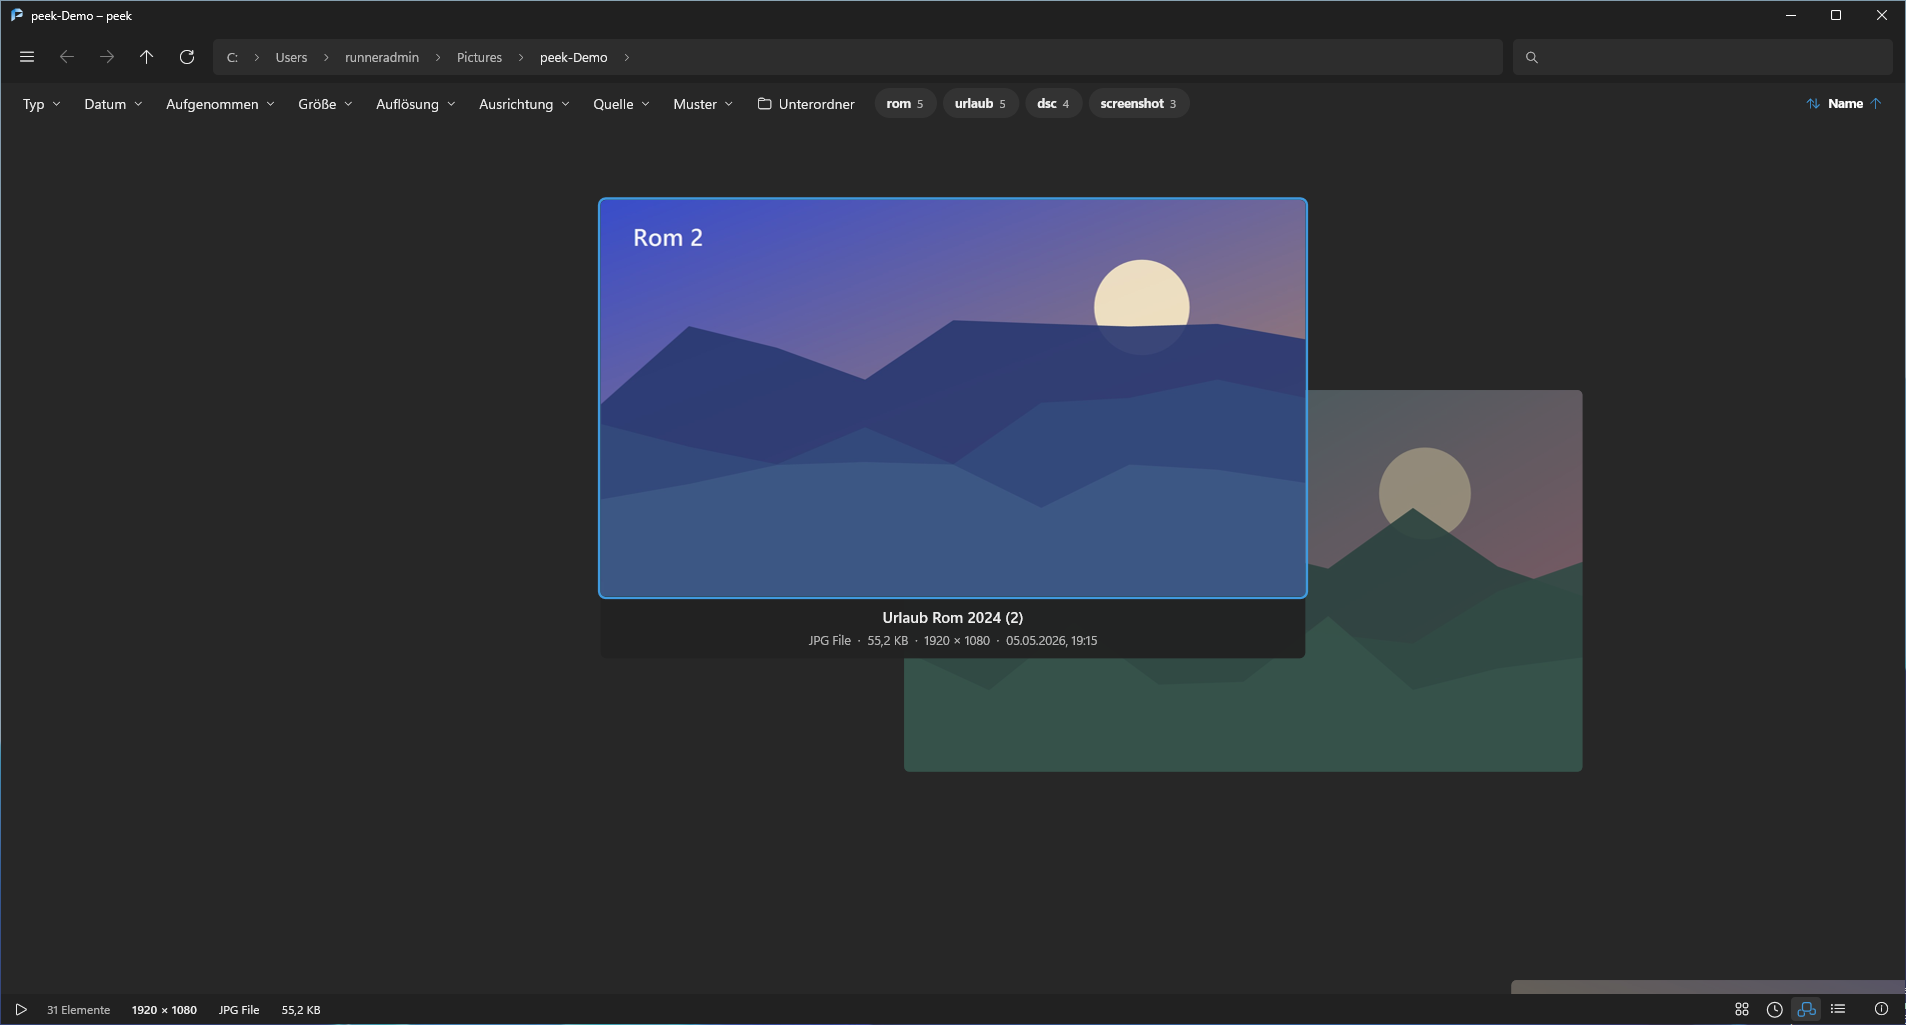 peek-Demo – peek
C: Users runneradmin Pictures peek-Demo
Typ Datum Aufgenommen Größe Auflösung Ausrichtung Quelle Muster Unterordner rom 5 urlaub 5 dsc 4 screenshot 3 Name
Rom 2
Urlaub Rom 2024 (2)
JPG File · 55,2 KB · 1920 × 1080 · 05.05.2026, 19:15
31 Elemente 1920 × 1080 JPG File 55,2 KB